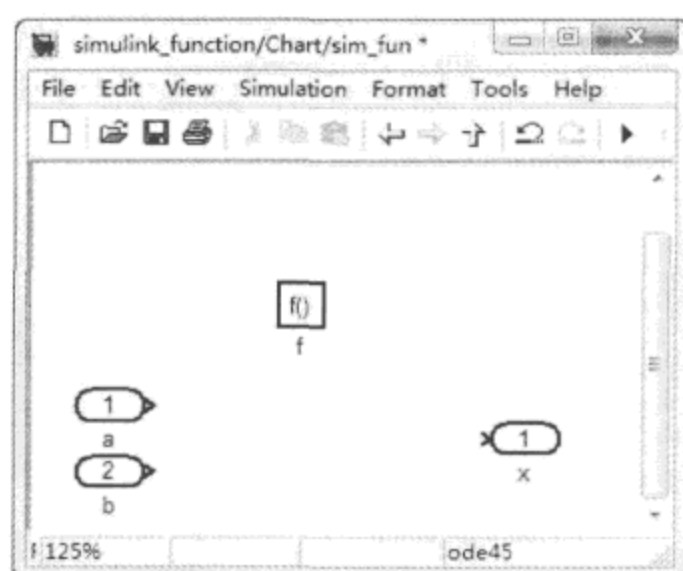 simulink_function/Chart/sim_fun *
File Edit View Simulation Format Tools Help
f()
f
1
a
2
b
1
x
125%
ode45